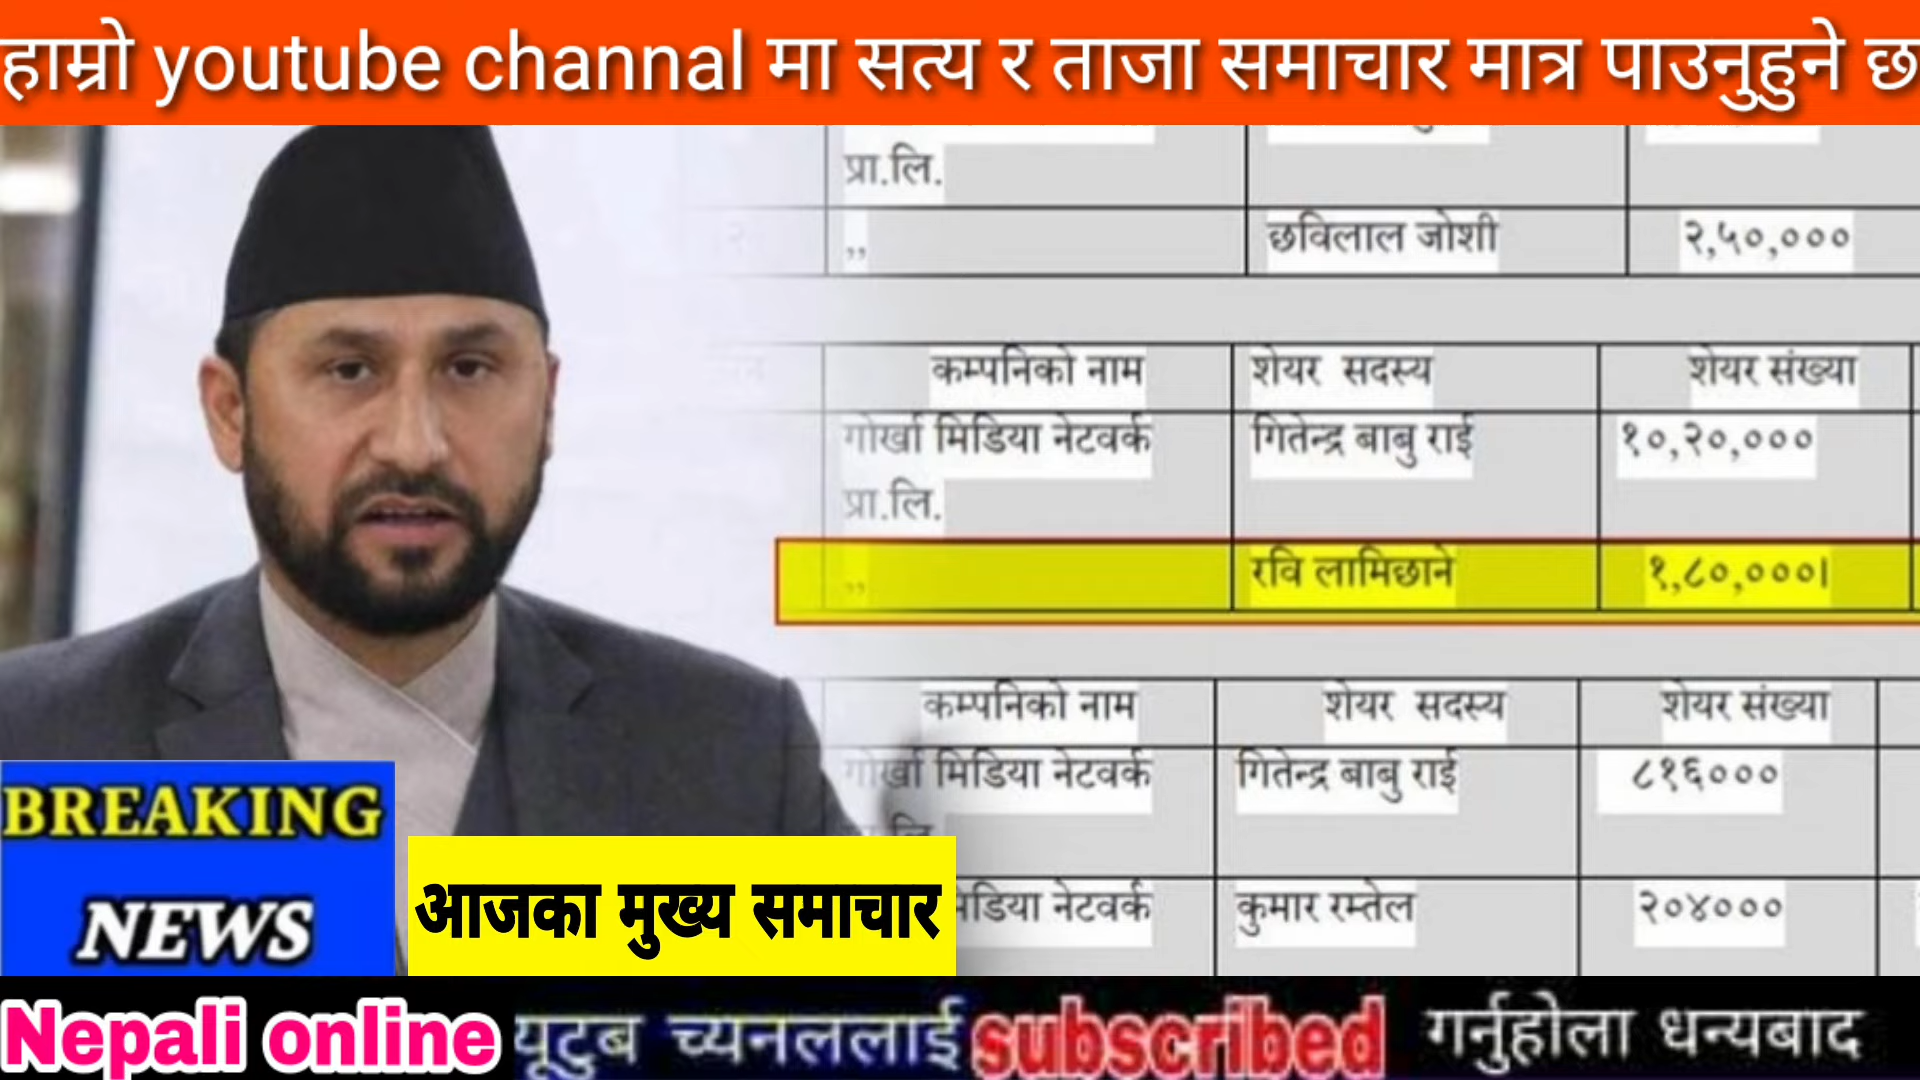 हाम्रो youtube channal मा सत्य र ताजा समाचार मात्र पाउनुहुने छ
प्रा.लि.
,, छविलाल जोशी २,५०,०००
कम्पनिको नाम शेयर सदस्य शेयर संख्या
गोर्खा मिडिया नेटवर्क गितेन्द्र बाबु राई १०,२०,०००
प्रा.लि.
,, रवि लामिछाने १,८०,०००।
कम्पनिको नाम शेयर सदस्य शेयर संख्या
गोर्खा मिडिया नेटवर्क गितेन्द्र बाबु राई ८१६०००
नेटवर्क कुमार रम्तेल २०४०००
BREAKING
NEWS
आजका मुख्य समाचार
Nepali online यूटुब च्यनललाई subscribed गर्नुहोला धन्यबाद